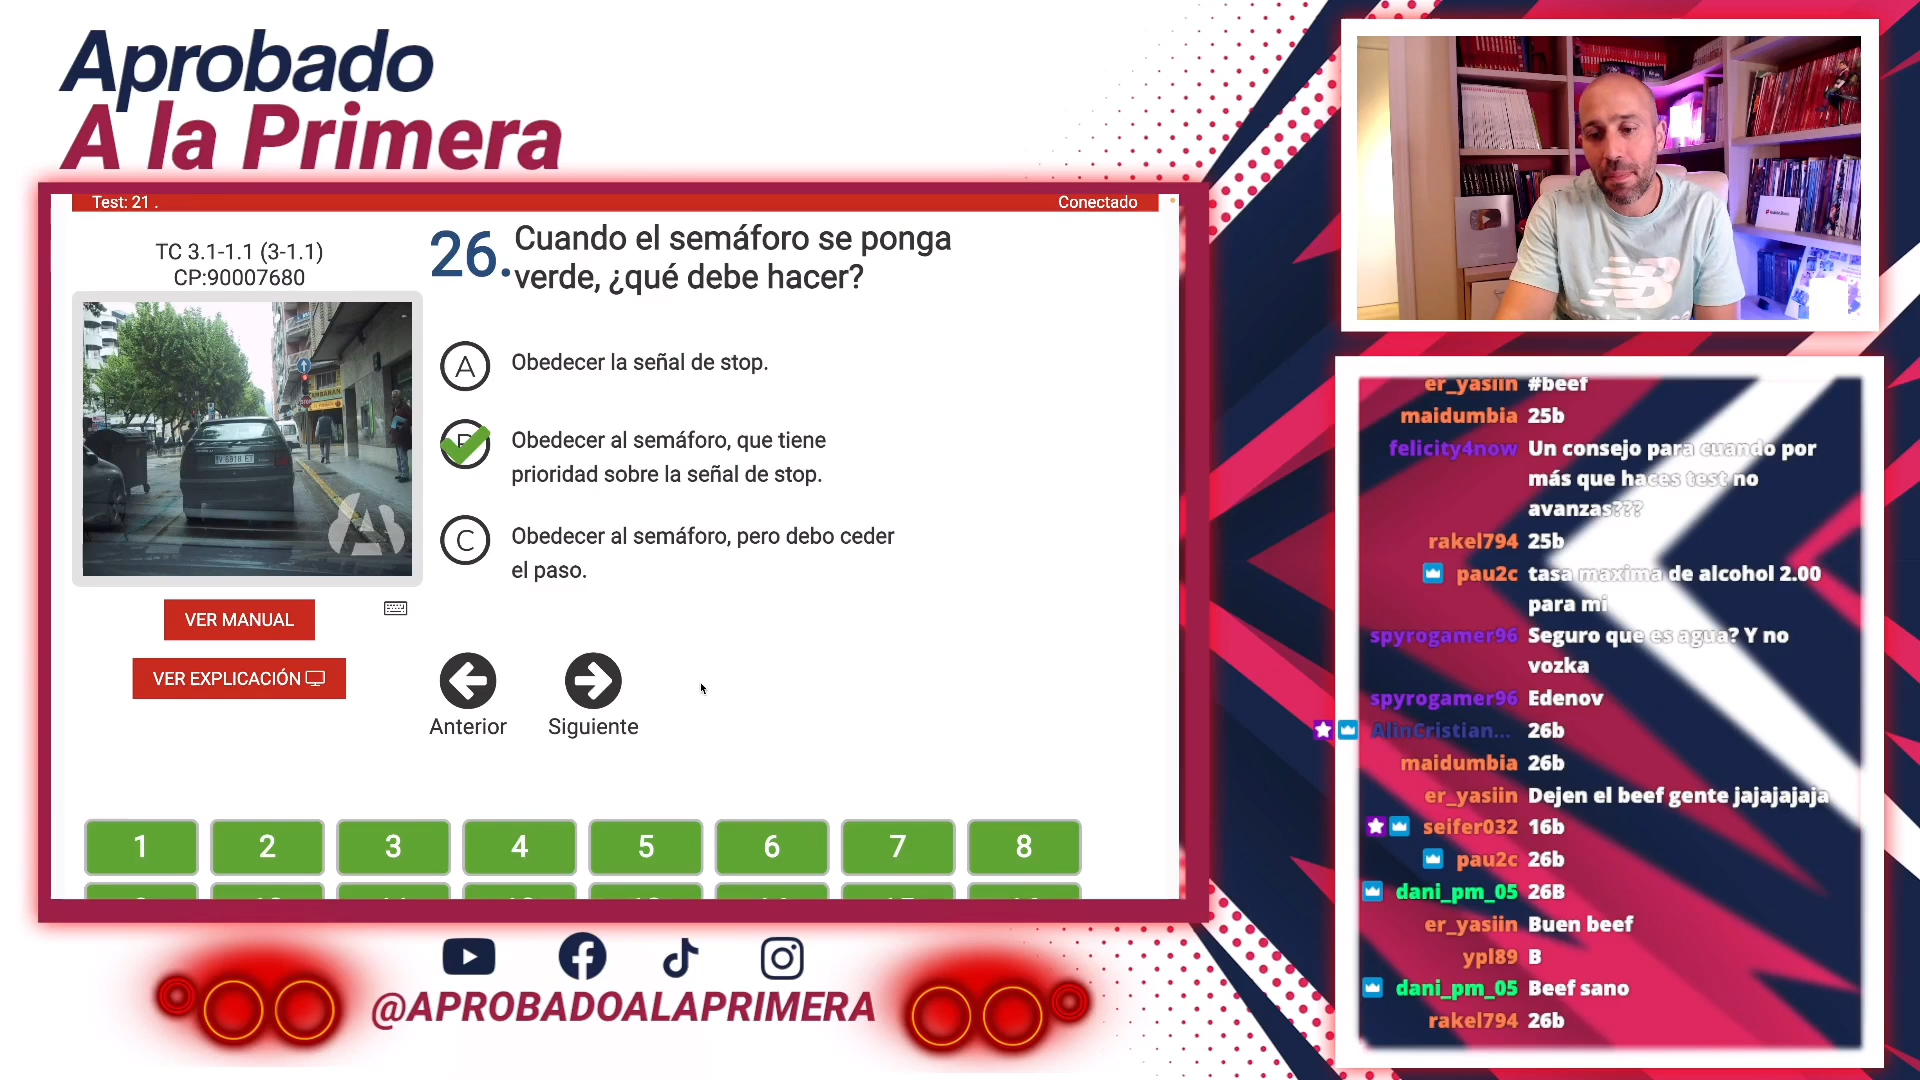 Aprobado
A la Primera
Test: 21 .
Conectado
TC 3.1-1.1 (3-1.1)
CP:90007680
26. Cuando el semáforo se ponga
verde, ¿qué debe hacer?
A Obedecer la señal de stop.
Obedecer al semáforo, que tiene
prioridad sobre la señal de stop.
C Obedecer al semáforo, pero debo ceder
el paso.
VER MANUAL
VER EXPLICACIÓN
Anterior
Siguiente
1 2 3 4 5 6 7 8
@APROBADOALAPRIMERA
er_yasiin #beef
maidumbia 25b
felicity4now Un consejo para cuando por
más que haces test no
avanzas???
rakel794 25b
pau2c tasa maxima de alcohol 2.00
para mi
spyrogamer96 Seguro que es agua? Y no
vozka
spyrogamer96 Edenov
AlinCristian... 26b
maidumbia 26b
er_yasiin Dejen el beef gente jajajajaja
seifer032 16b
pau2c 26b
dani_pm_05 26B
er_yasiin Buen beef
ypl89 B
dani_pm_05 Beef sano
rakel794 26b